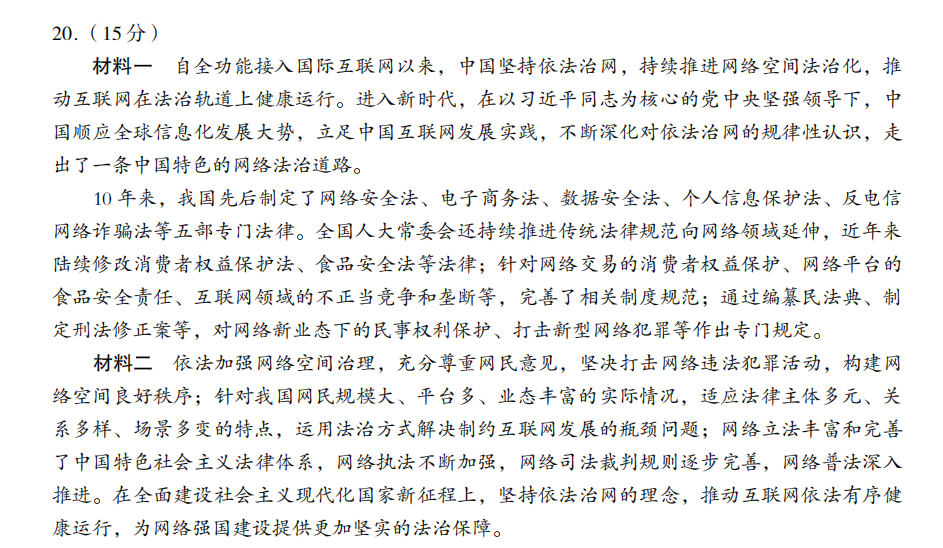 20.（15分）
材料一　自全功能接入国际互联网以来，中国坚持依法治网，持续推进网络空间法治化，推
动互联网在法治轨道上健康运行。进入新时代，在以习近平同志为核心的党中央坚强领导下，中
国顺应全球信息化发展大势，立足中国互联网发展实践，不断深化对依法治网的规律性认识，走
出了一条中国特色的网络法治道路。
10年来，我国先后制定了网络安全法、电子商务法、数据安全法、个人信息保护法、反电信
网络诈骗法等五部专门法律。全国人大常委会还持续推进传统法律规范向网络领域延伸，近年来
陆续修改消费者权益保护法、食品安全法等法律；针对网络交易的消费者权益保护、网络平台的
食品安全责任、互联网领域的不正当竞争和垄断等，完善了相关制度规范；通过编纂民法典、制
定刑法修正案等，对网络新业态下的民事权利保护、打击新型网络犯罪等作出专门规定。
材料二　依法加强网络空间治理，充分尊重网民意见，坚决打击网络违法犯罪活动，构建网
络空间良好秩序；针对我国网民规模大、平台多、业态丰富的实际情况，适应法律主体多元、关
系多样、场景多变的特点，运用法治方式解决制约互联网发展的瓶颈问题；网络立法丰富和完善
了中国特色社会主义法律体系，网络执法不断加强，网络司法裁判规则逐步完善，网络普法深入
推进。在全面建设社会主义现代化国家新征程上，坚持依法治网的理念，推动互联网依法有序健
康运行，为网络强国建设提供更加坚实的法治保障。